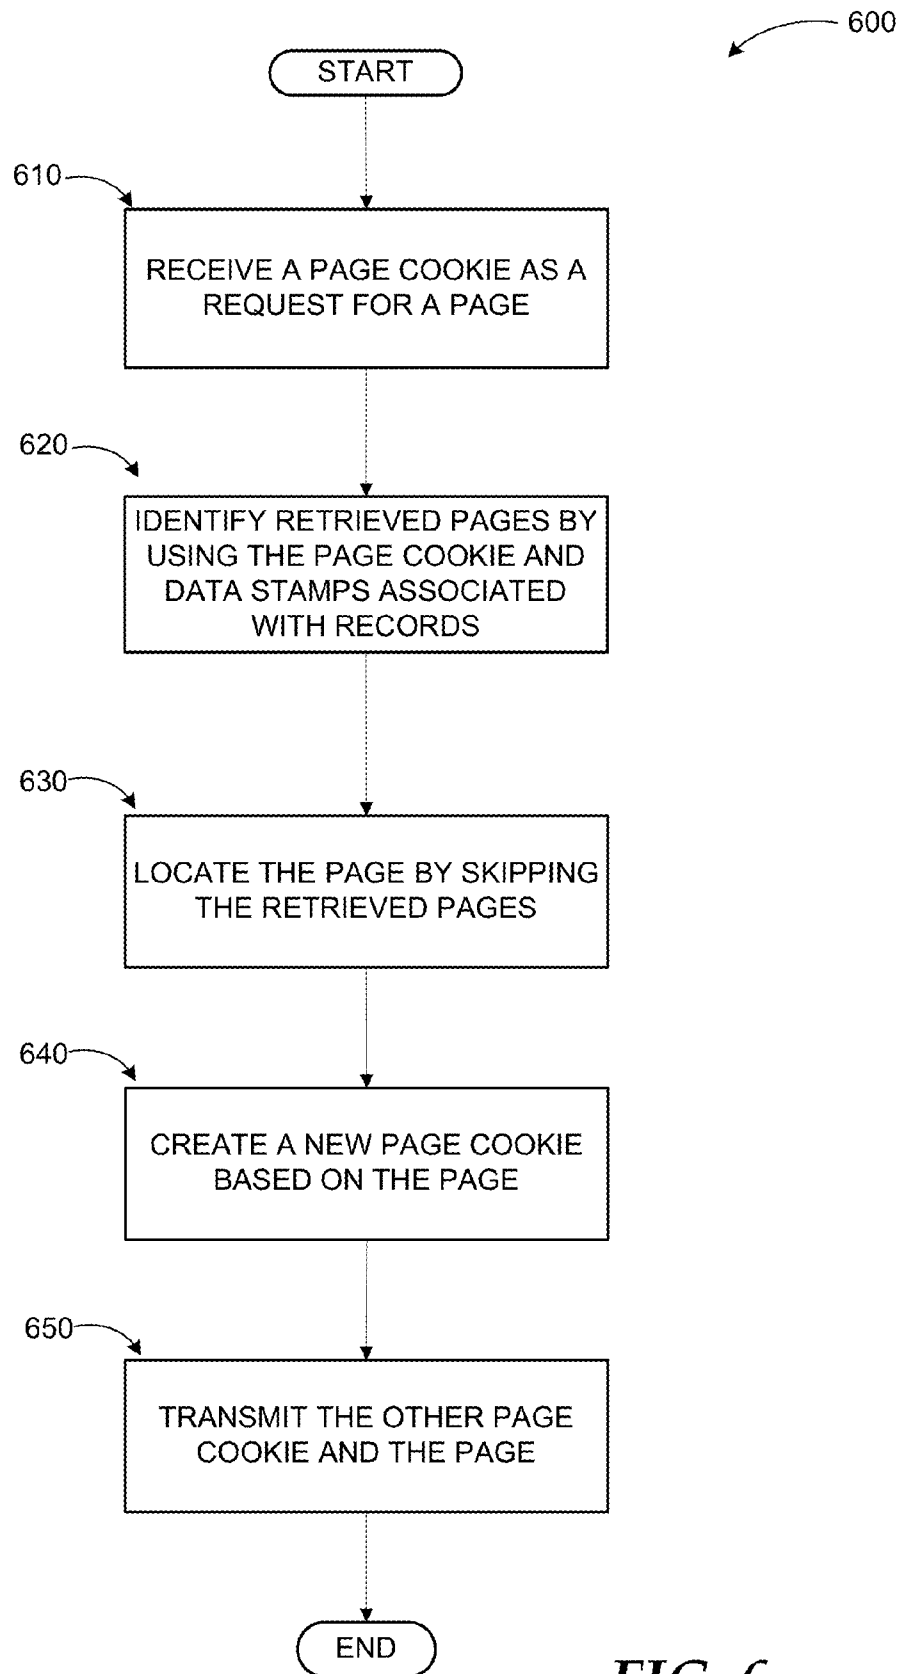 600
START
610
RECEIVE A PAGE COOKIE AS A
REQUEST FOR A PAGE
620
IDENTIFY RETRIEVED PAGES BY
USING THE PAGE COOKIE AND
DATA STAMPS ASSOCIATED
WITH RECORDS
630
LOCATE THE PAGE BY SKIPPING
THE RETRIEVED PAGES
640
CREATE A NEW PAGE COOKIE
BASED ON THE PAGE
650
TRANSMIT THE OTHER PAGE
COOKIE AND THE PAGE
END
FIG. 6